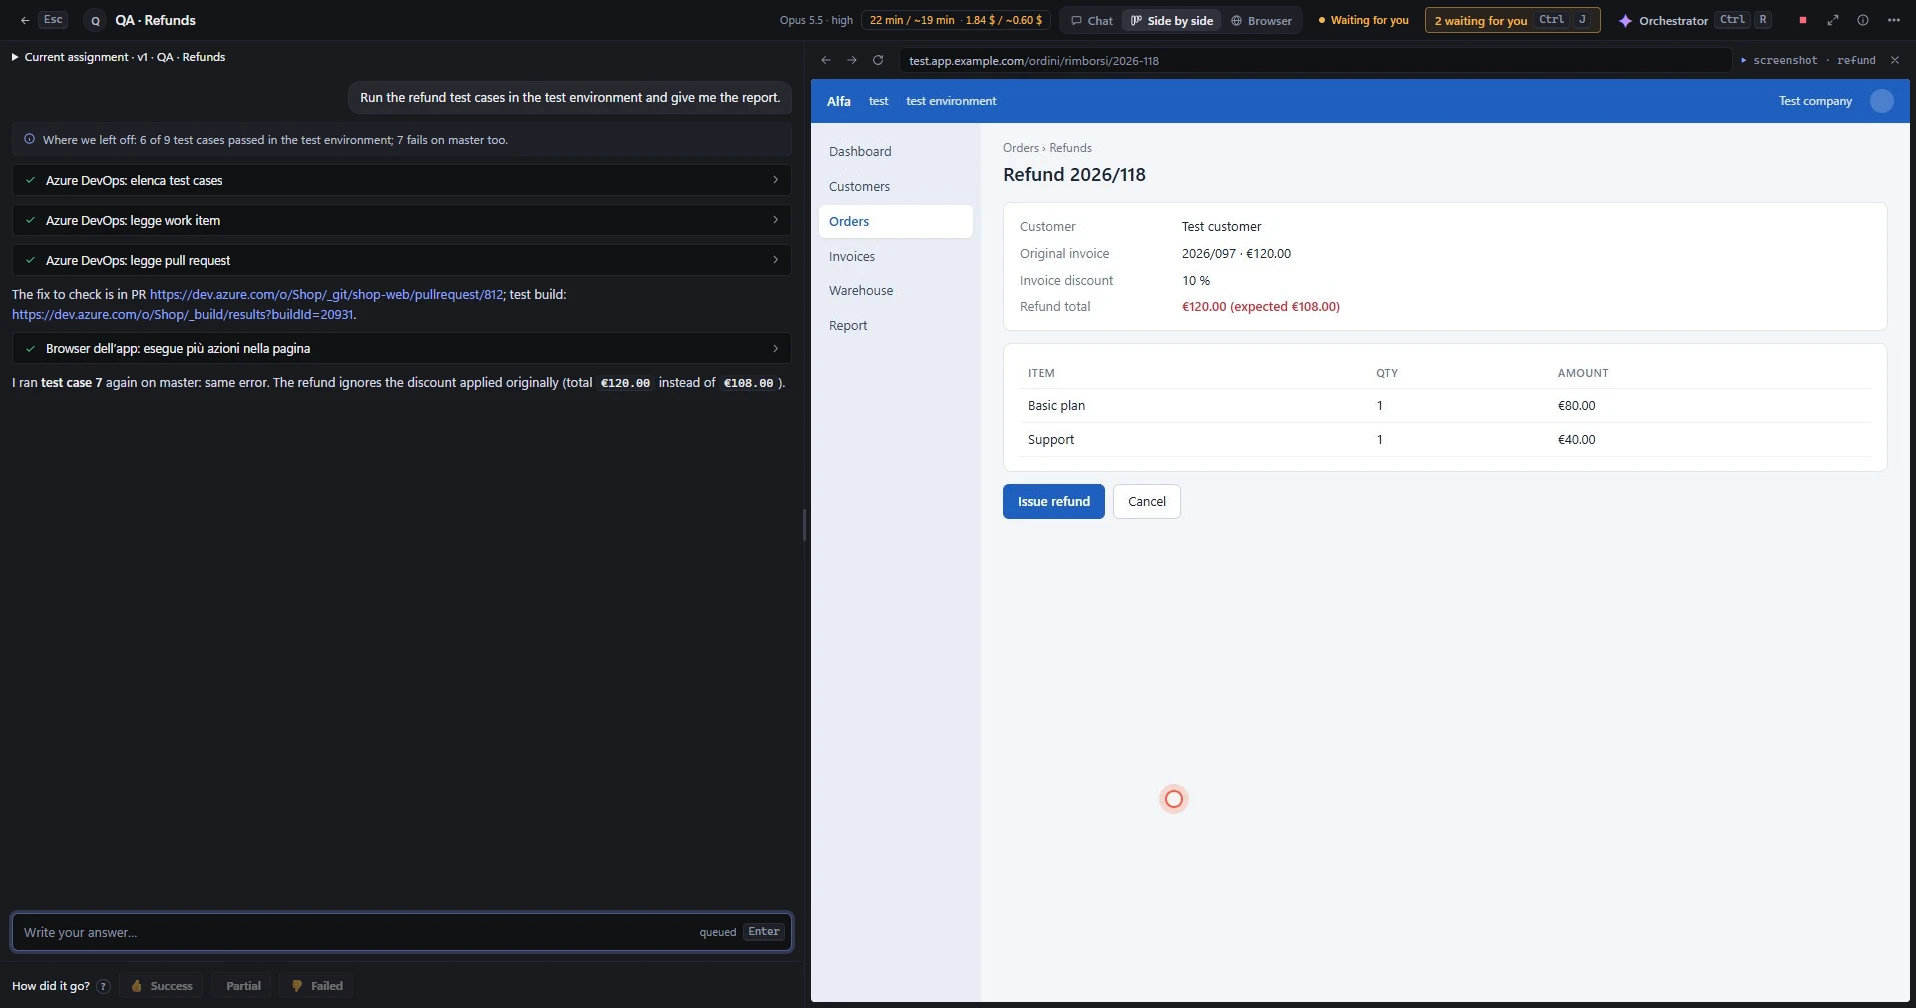 Esc Q QA · Refunds
Opus 5.5 · high 22 min / ~19 min · 1.84 $ / ~0.60 $ Chat Side by side Browser Waiting for you 2 waiting for you Ctrl J Orchestrator Ctrl R
Current assignment · v1 · QA · Refunds
Run the refund test cases in the test environment and give me the report.
Where we left off: 6 of 9 test cases passed in the test environment; 7 fails on master too.
Azure DevOps: elenca test cases
Azure DevOps: legge work item
Azure DevOps: legge pull request
The fix to check is in PR https://dev.azure.com/o/Shop/_git/shop-web/pullrequest/812; test build:
https://dev.azure.com/o/Shop/_build/results?buildId=20931.
Browser dell'app: esegue più azioni nella pagina
I ran test case 7 again on master: same error. The refund ignores the discount applied originally (total €120.00 instead of €108.00 ).
Write your answer...
queued Enter
How did it go? ? Success Partial Failed
test.app.example.com/ordini/rimborsi/2026-118
screenshot · refund
Alfa test test environment
Test company
Dashboard
Customers
Orders
Invoices
Warehouse
Report
Orders › Refunds
Refund 2026/118
Customer Test customer
Original invoice 2026/097 · €120.00
Invoice discount 10 %
Refund total €120.00 (expected €108.00)
ITEM QTY AMOUNT
Basic plan 1 €80.00
Support 1 €40.00
Issue refund Cancel